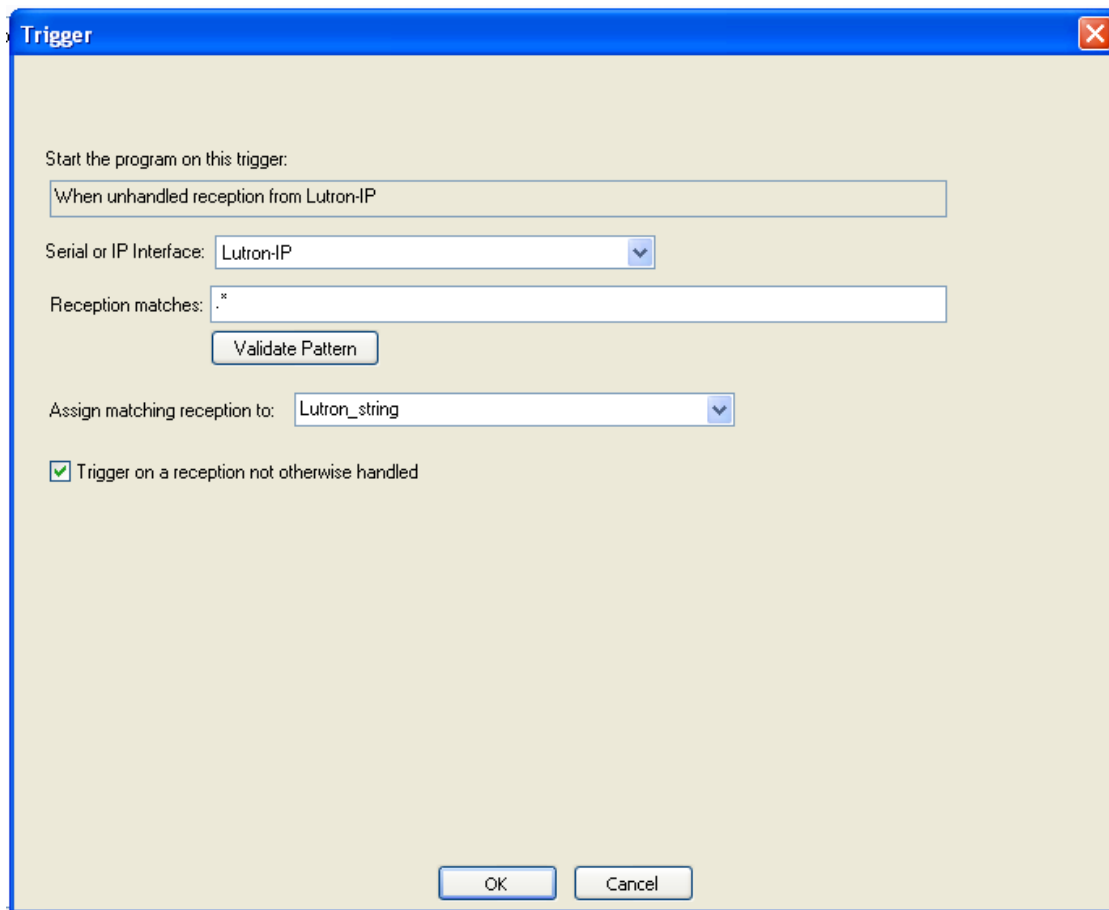 Trigger
Start the program on this trigger:
When unhandled reception from Lutron-IP
Serial or IP Interface: Lutron-IP
Reception matches: .*
Validate Pattern
Assign matching reception to: Lutron_string
Trigger on a reception not otherwise handled
OK Cancel